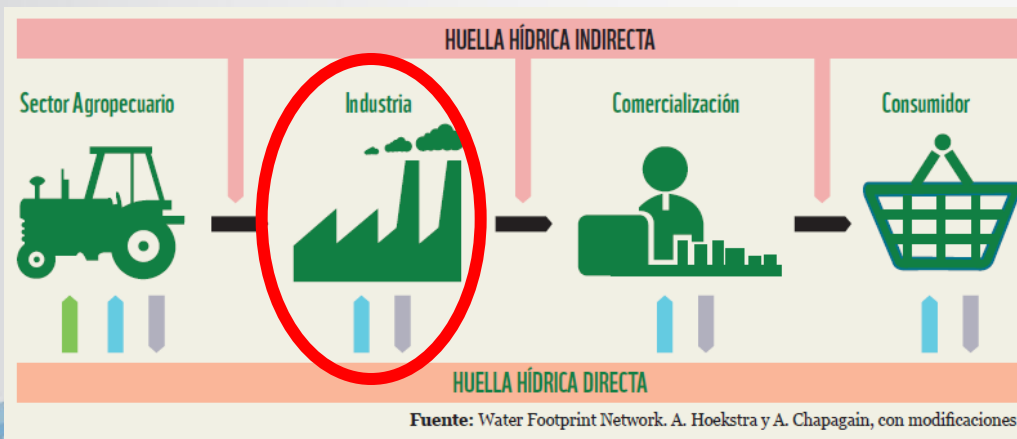 HUELLA HÍDRICA INDIRECTA
Sector Agropecuario
Industria
Comercialización
Consumidor
HUELLA HÍDRICA DIRECTA
Fuente: Water Footprint Network. A. Hoekstra y A. Chapagain, con modificaciones